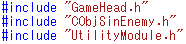 #include "GameHead.h"
#include "CObjSinEnemy.h"
#include "UtilityModule.h"